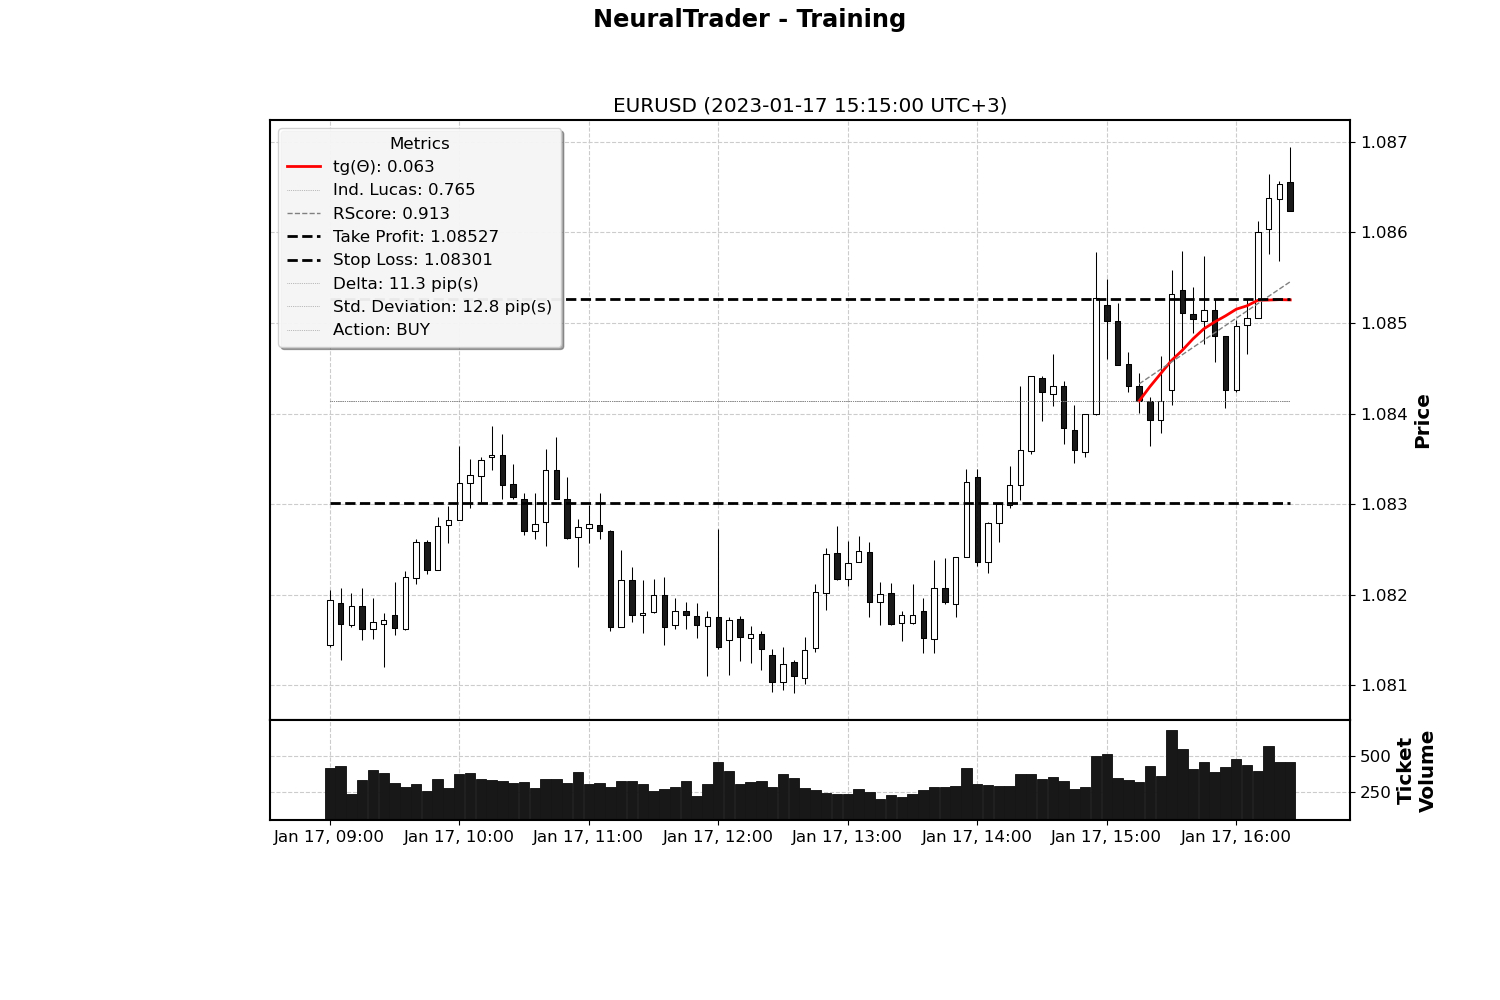 NeuralTrader - Training
EURUSD (2023-01-17 15:15:00 UTC+3)
Metrics
tg(Θ): 0.063
Ind. Lucas: 0.765
RScore: 0.913
Take Profit: 1.08527
Stop Loss: 1.08301
Delta: 11.3 pip(s)
Std. Deviation: 12.8 pip(s)
Action: BUY
1.087
1.086
1.085
1.084
1.083
1.082
1.081
Price
500
250
Ticket
Volume
Jan 17, 09:00
Jan 17, 10:00
Jan 17, 11:00
Jan 17, 12:00
Jan 17, 13:00
Jan 17, 14:00
Jan 17, 15:00
Jan 17, 16:00